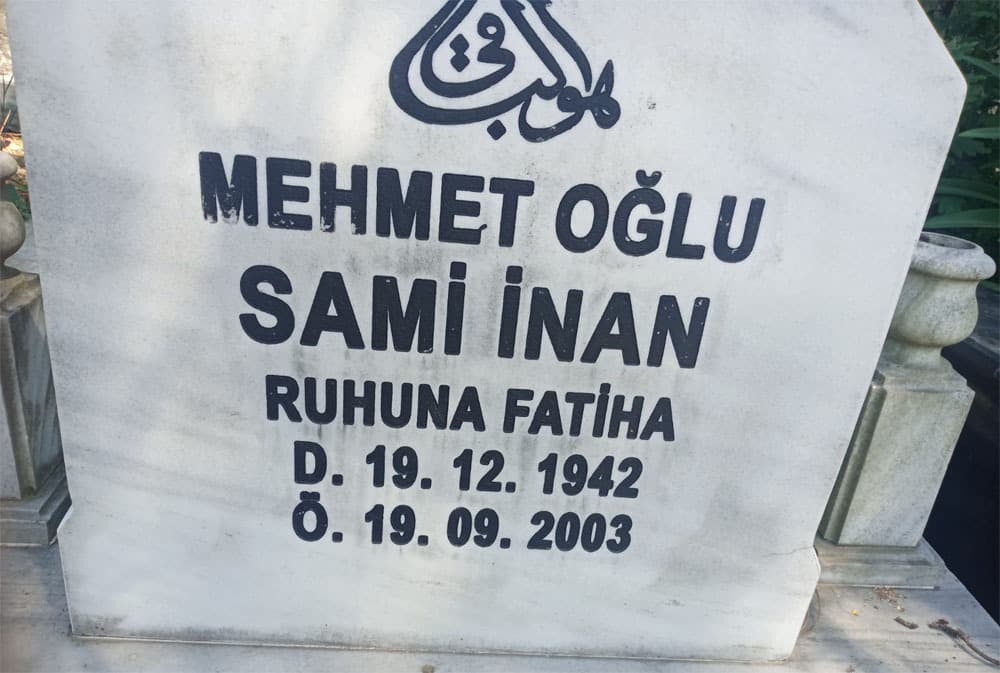 هو الباقي
MEHMET OĞLU
SAMİ İNAN
RUHUNA FATİHA
D. 19. 12. 1942
Ö. 19. 09. 2003